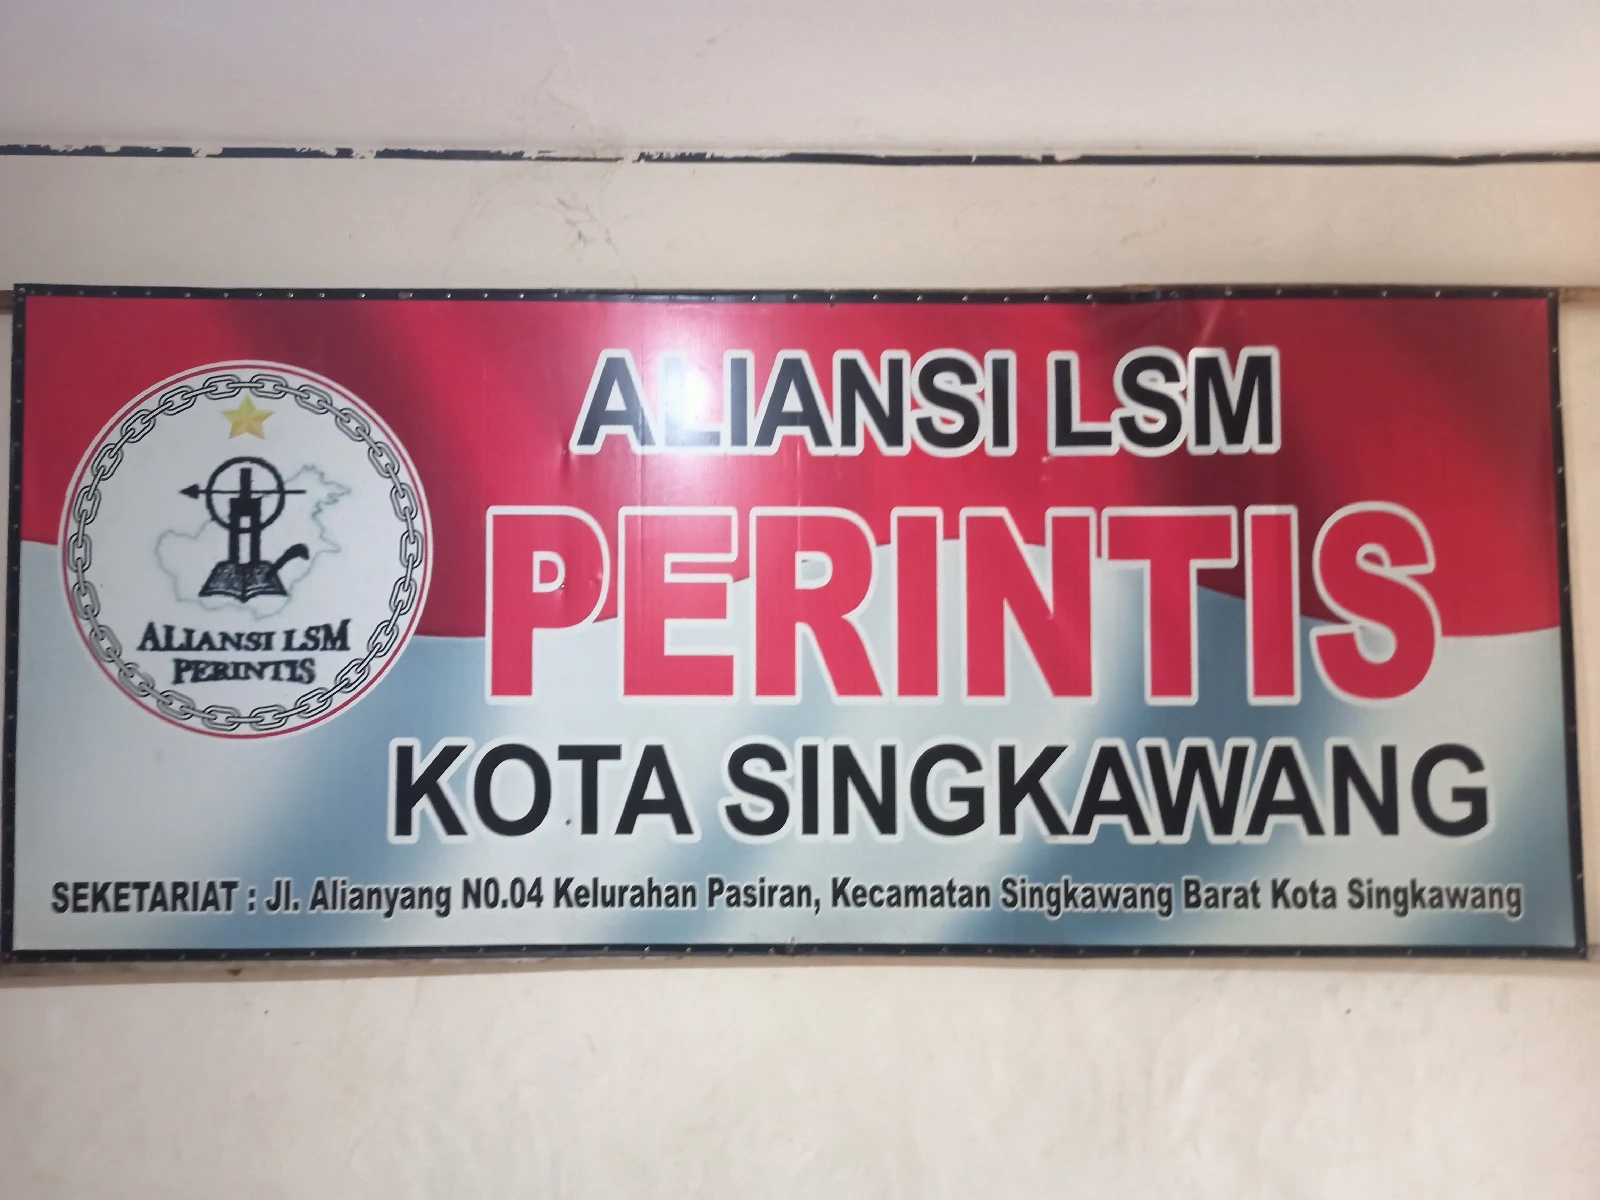 ALIANSI LSM
PERINTIS
ALIANSI LSM
PERINTIS
KOTA SINGKAWANG
SEKETARIAT : Jl. Alianyang N0.04 Kelurahan Pasiran, Kecamatan Singkawang Barat Kota Singkawang